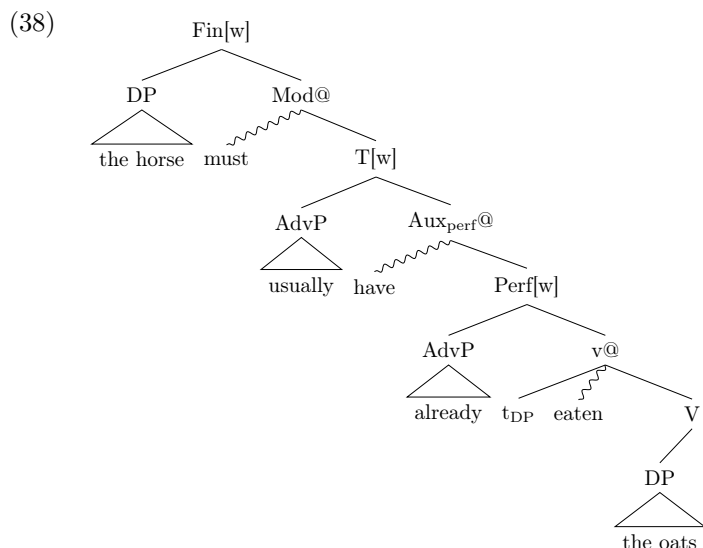 (38)
Fin[w]
DP Mod@
the horse must T[w]
AdvP Aux_perf@
usually have Perf[w]
AdvP v@
already t_DP eaten V
DP
the oats